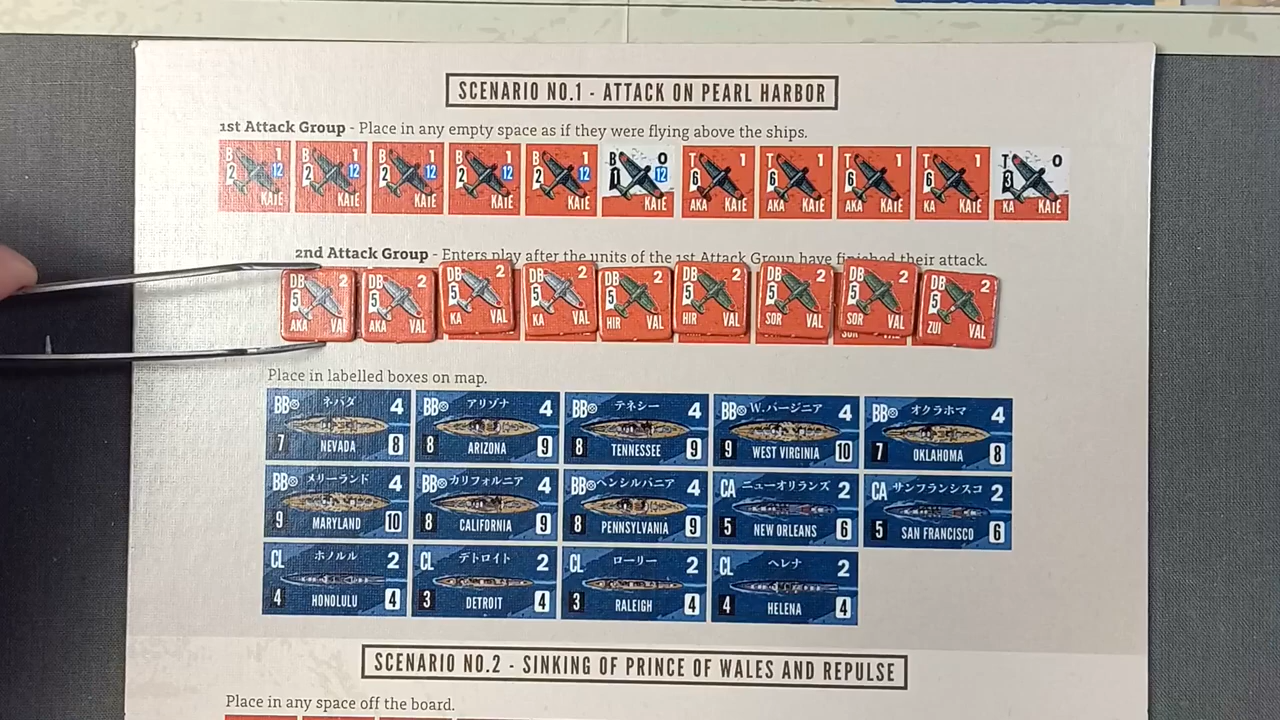 SCENARIO NO.1 - ATTACK ON PEARL HARBOR
1st Attack Group - Place in any empty space as if they were flying above the ships.
B 1 2 12 KATE
B 1 2 12 KATE
B 1 2 12 KATE
B 1 2 12 KATE
B 1 2 12 KATE
B 0 1 12 KATE
T 1 6 AKA KATE
T 1 6 AKA KATE
T 1 6 AKA KATE
T 1 6 KA KATE
T 0 3 KA KATE
2nd Attack Group - Enters play after the units of the 1st Attack Group have finished their attack.
DB 2 5 AKA VAL
DB 2 5 AKA VAL
DB 2 5 KA VAL
DB 2 5 KA VAL
DB 2 5 HIR VAL
DB 2 5 HIR VAL
DB 2 5 SOR VAL
DB 2 5 SOR VAL
DB 2 5 ZUI VAL
Place in labelled boxes on map.
BB ネバダ 4 7 NEVADA 8
BB アリゾナ 4 8 ARIZONA 9
BB テネシー 4 8 TENNESSEE 9
BB W.バージニア 4 9 WEST VIRGINIA 10
BB オクラホマ 4 7 OKLAHOMA 8
BB メリーランド 4 9 MARYLAND 10
BB カリフォルニア 4 8 CALIFORNIA 9
BB ペンシルバニア 4 8 PENNSYLVANIA 9
CA ニューオリランズ 2 5 NEW ORLEANS 6
CA サンフランシスコ 2 5 SAN FRANCISCO 6
CL ホノルル 2 4 HONOLULU 4
CL デトロイト 2 3 DETROIT 4
CL ローリー 2 3 RALEIGH 4
CL ヘレナ 2 4 HELENA 4
SCENARIO NO.2 - SINKING OF PRINCE OF WALES AND REPULSE
Place in any space off the board.